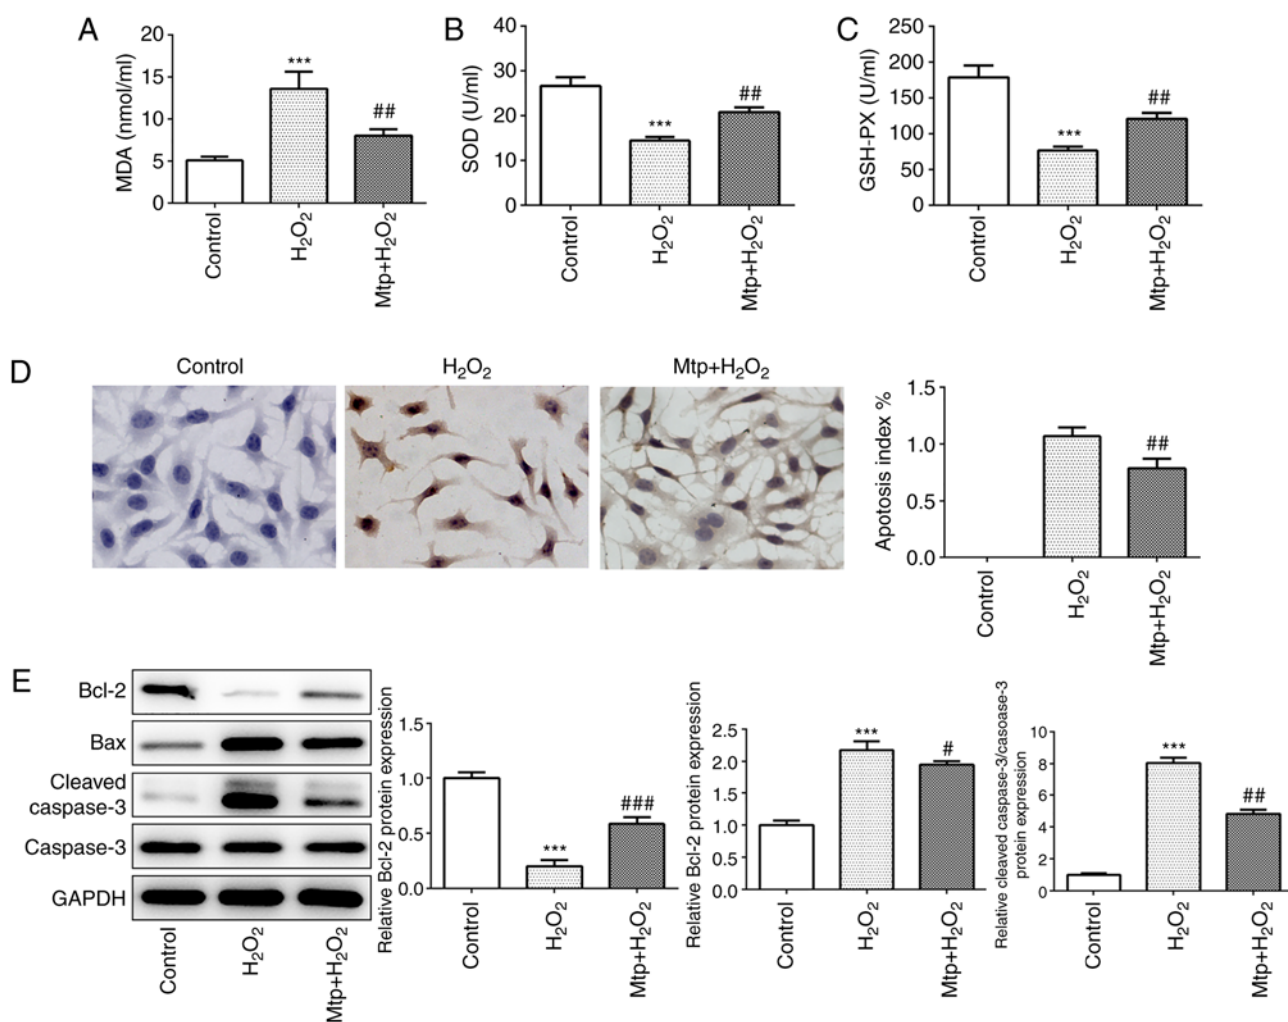 A
MDA (nmol/ml)
20
15
10
5
0
***
##
Control
H₂O₂
Mtp+H₂O₂
B
SOD (U/ml)
40
30
20
10
0
***
##
Control
H₂O₂
Mtp+H₂O₂
C
GSH-PX (U/ml)
250
200
150
100
50
0
***
##
Control
H₂O₂
Mtp+H₂O₂
D
Control
H₂O₂
Mtp+H₂O₂
Apotosis index %
1.5
1.0
0.5
0.0
##
Control
H₂O₂
Mtp+H₂O₂
E
Bcl-2
Bax
Cleaved
caspase-3
Caspase-3
GAPDH
Control
H₂O₂
Mtp+H₂O₂
Relative Bcl-2 protein expression
1.5
1.0
0.5
0.0
***
###
Control
H₂O₂
Mtp+H₂O₂
Relative Bcl-2 protein expression
2.5
2.0
1.5
1.0
0.5
0.0
***
#
Control
H₂O₂
Mtp+H₂O₂
Relative cleaved caspase-3/casoase-3
protein expression
10
8
6
4
2
0
***
##
Control
H₂O₂
Mtp+H₂O₂